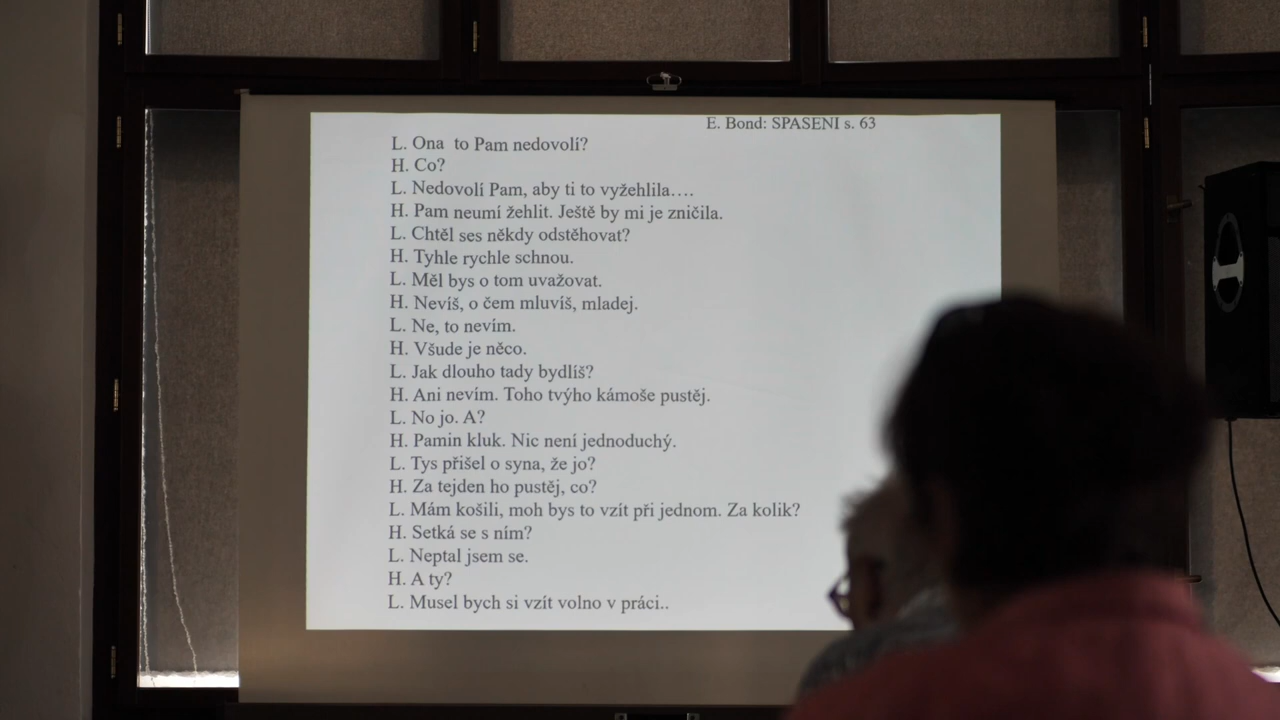 E. Bond: SPASENI s. 63
L. Ona to Pam nedovolí?
H. Co?
L. Nedovolí Pam, aby ti to vyžehlila….
H. Pam neumí žehlit. Ještě by mi je zničila.
L. Chtěl ses někdy odstěhovat?
H. Tyhle rychle schnou.
L. Měl bys o tom uvažovat.
H. Nevíš, o čem mluvíš, mladej.
L. Ne, to nevím.
H. Všude je něco.
L. Jak dlouho tady bydlíš?
H. Ani nevím. Toho tvýho kámoše pustěj.
L. No jo. A?
H. Pamin kluk. Nic není jednoduchý.
L. Tys přišel o syna, že jo?
H. Za tejden ho pustěj, co?
L. Mám košili, moh bys to vzít při jednom. Za kolik?
H. Setká se s ním?
L. Neptal jsem se.
H. A ty?
L. Musel bych si vzít volno v práci..